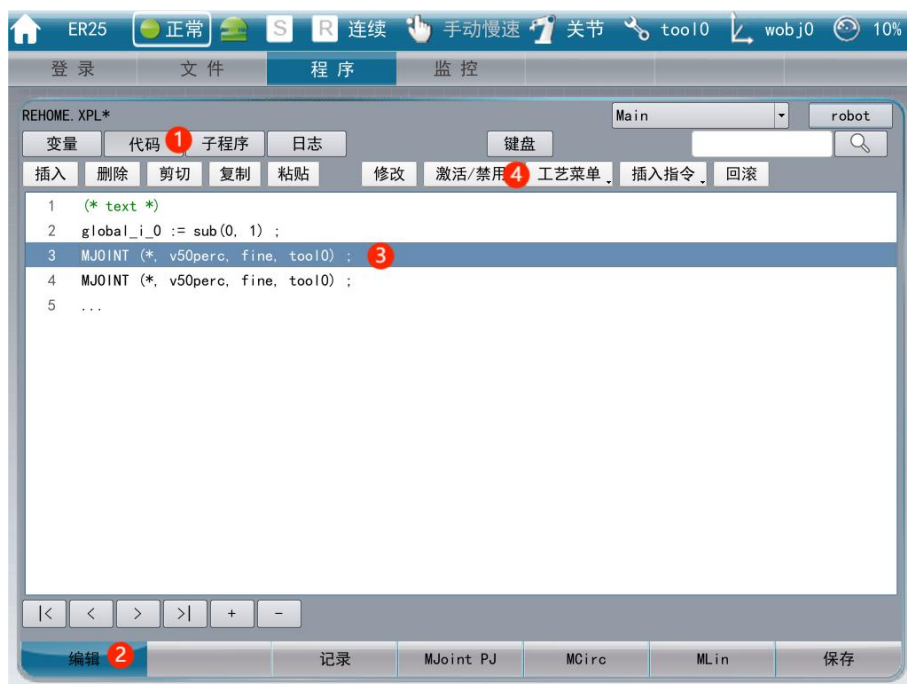 ER25 正常 S R 连续 手动慢速 关节 tool0 wobj0 10%
登录 文件 程序 监控
REHOME.XPL* Main robot
变量 代码 1 子程序 日志 键盘
插入 删除 剪切 复制 粘贴 修改 激活/禁用 4 工艺菜单 插入指令 回滚
1 (* text *)
2 global_i_0 := sub(0, 1) ;
3 MJOINT (*, v50perc, fine, tool0) ; 3
4 MJOINT (*, v50perc, fine, tool0) ;
5 ...
|< < > >| + -
编辑 2 记录 MJoint PJ MCirc MLin 保存